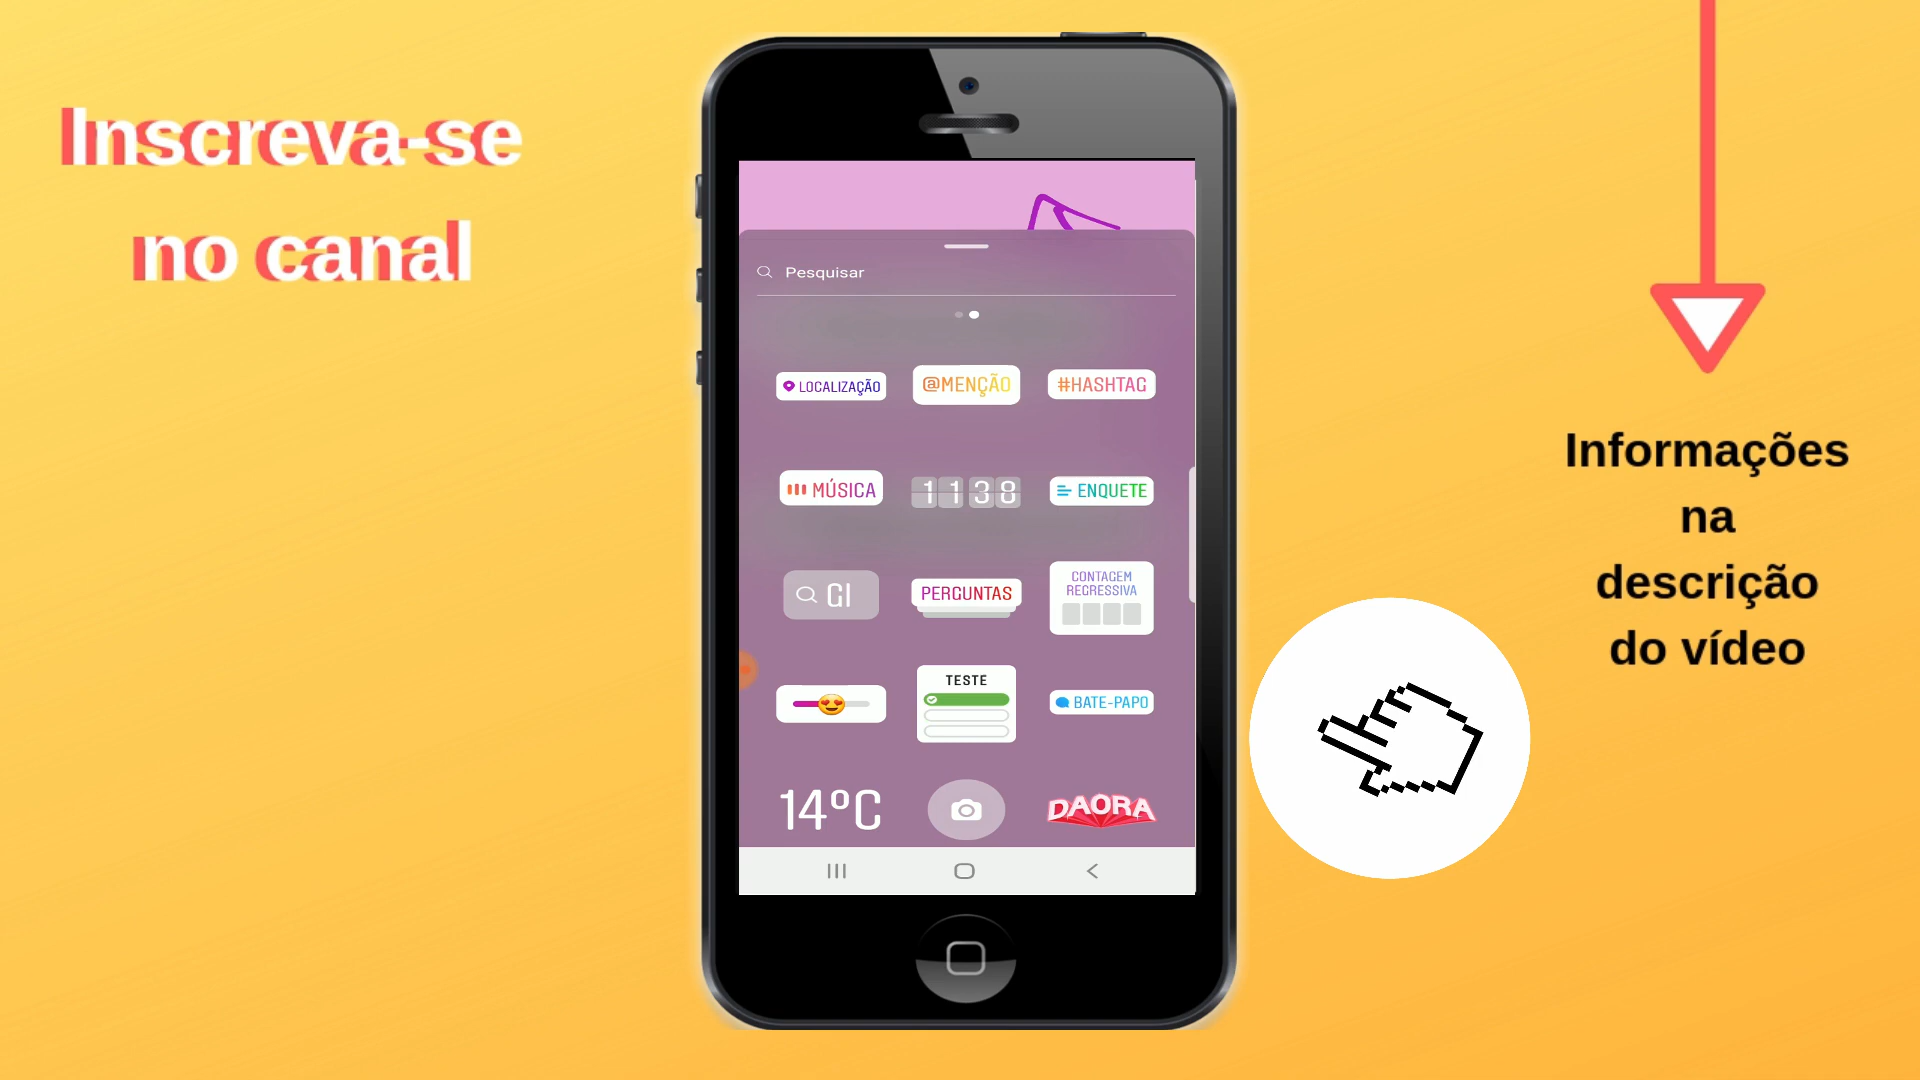 Inscreva-se
no canal
Pesquisar
LOCALIZAÇÃO
@MENÇÃO
#HASHTAG
MÚSICA
11 38
ENQUETE
GI
PERGUNTAS
CONTAGEM
REGRESSIVA
TESTE
BATE-PAPO
14ºC
DAORA
Informações
na
descrição
do vídeo